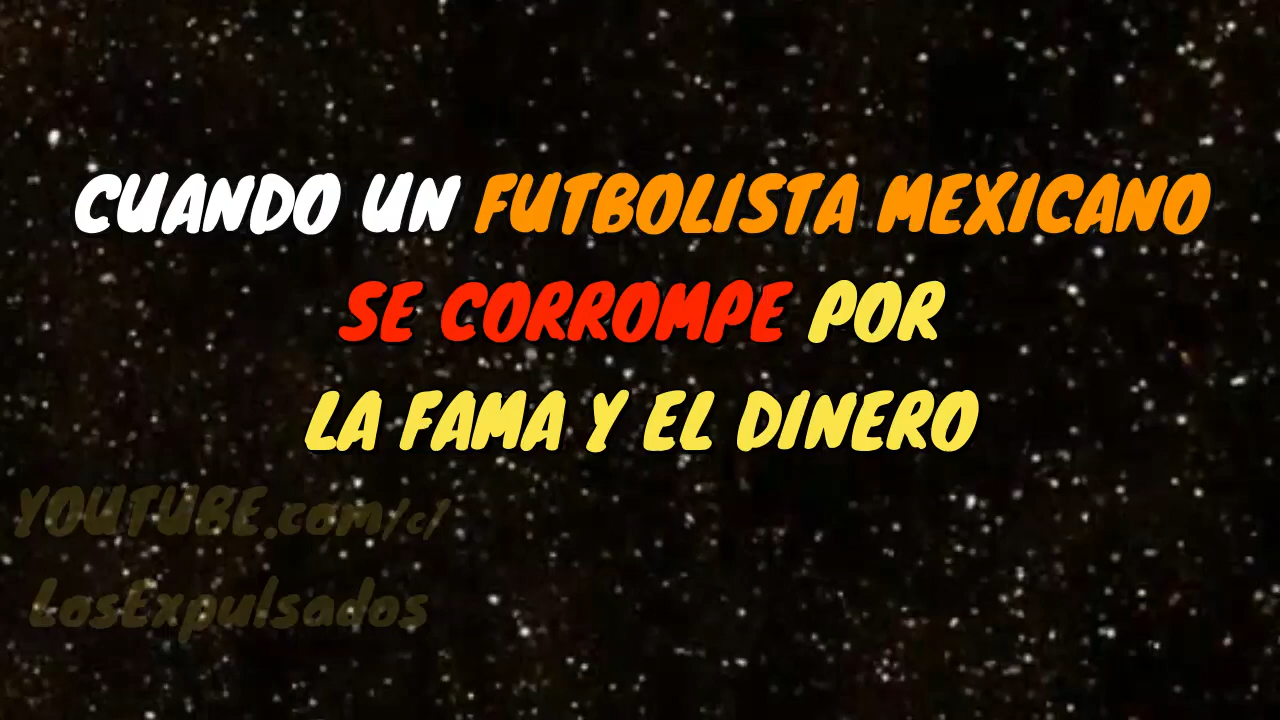 CUANDO UN FUTBOLISTA MEXICANO
SE CORROMPE POR
LA FAMA Y EL DINERO
YOUTUBE.com/c/
LosExpulsados